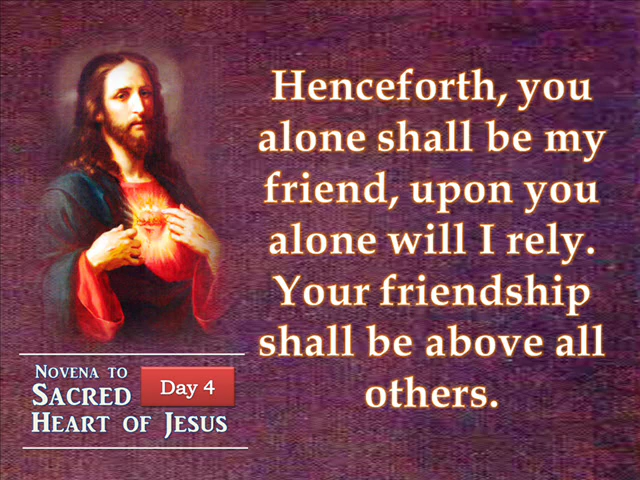 Henceforth, you
alone shall be my
friend, upon you
alone will I rely.
Your friendship
shall be above all
others.
Novena to
Sacred
Day 4
Heart of Jesus